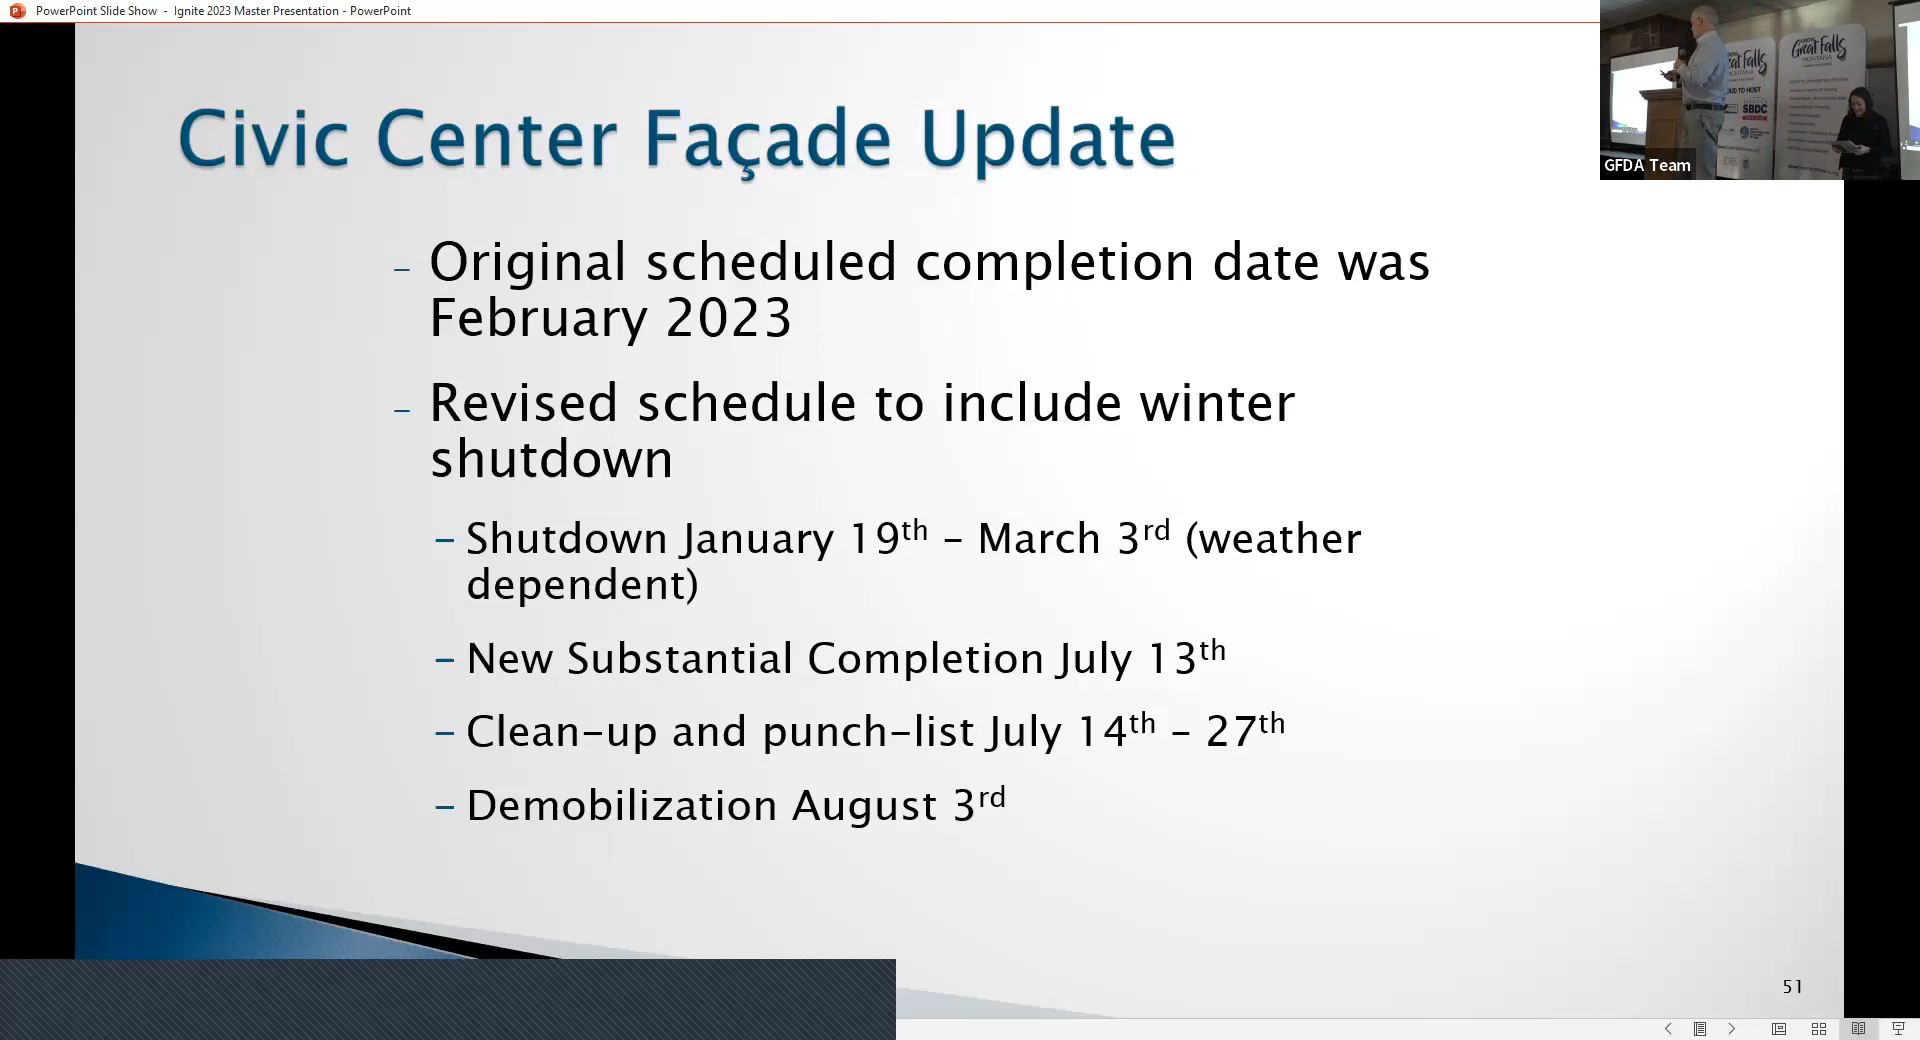 PowerPoint Slide Show - Ignite 2023 Master Presentation - PowerPoint
Civic Center Façade Update
– Original scheduled completion date was
February 2023
– Revised schedule to include winter
shutdown
– Shutdown January 19th – March 3rd (weather
dependent)
– New Substantial Completion July 13th
– Clean-up and punch-list July 14th – 27th
– Demobilization August 3rd
51
Great Falls
MONTANA
SBDC
GFDA Team